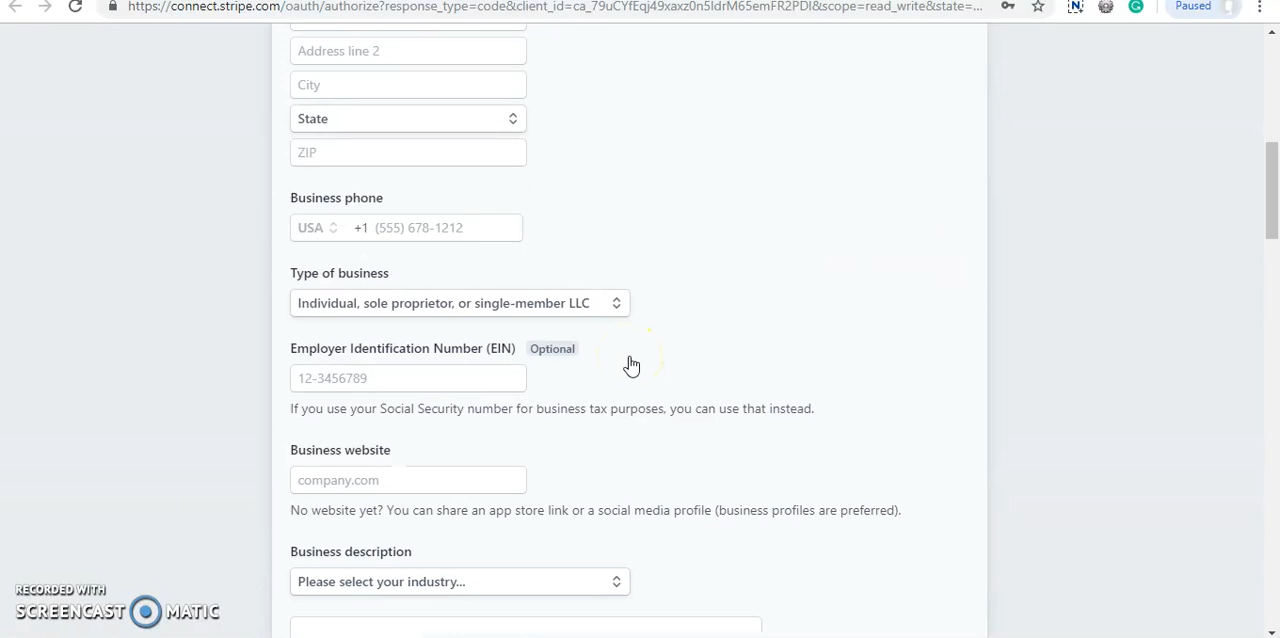 https://connect.stripe.com/oauth/authorize?response_type=code&client_id=ca_79uCYfEqj49xaxz0n5IdrM65emFR2PDI&scope=read_write&state=...
Paused
Address line 2
City
State
ZIP
Business phone
USA +1 (555) 678-1212
Type of business
Individual, sole proprietor, or single-member LLC
Employer Identification Number (EIN) Optional
12-3456789
If you use your Social Security number for business tax purposes, you can use that instead.
Business website
company.com
No website yet? You can share an app store link or a social media profile (business profiles are preferred).
Business description
Please select your industry...
RECORDED WITH
SCREENCAST MATIC